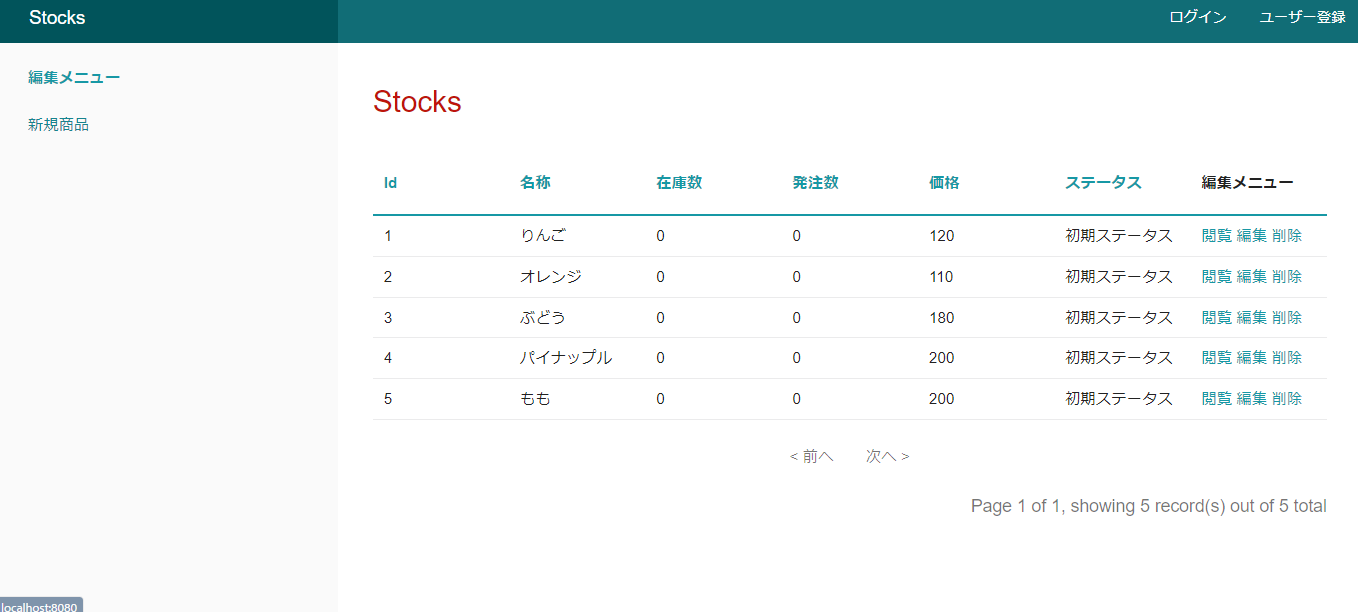 Stocks ログイン ユーザー登録
編集メニュー
新規商品
Stocks
Id 名称 在庫数 発注数 価格 ステータス 編集メニュー
1 りんご 0 0 120 初期ステータス 閲覧 編集 削除
2 オレンジ 0 0 110 初期ステータス 閲覧 編集 削除
3 ぶどう 0 0 180 初期ステータス 閲覧 編集 削除
4 パイナップル 0 0 200 初期ステータス 閲覧 編集 削除
5 もも 0 0 200 初期ステータス 閲覧 編集 削除
< 前へ 次へ >
Page 1 of 1, showing 5 record(s) out of 5 total
localhost:8080